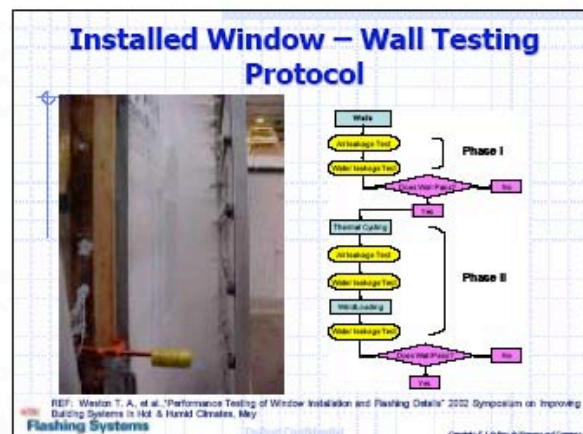 Installed Window – Wall Testing
Protocol
Walls
Air leakage Test
Water leakage Test
Phase I
Does Wall Pass?
No
Yes
Thermal Cycling
Air leakage Test
Water leakage Test
Phase II
Wind Loading
Water leakage Test
Does Wall Pass?
No
Yes
REF: Weston T. A., et al., "Performance Testing of Window Installation and Flashing Details" 2002 Symposium on Improving
Building Systems in Hot & Humid Climates, May
Flashing Systems
DuPont Confidential